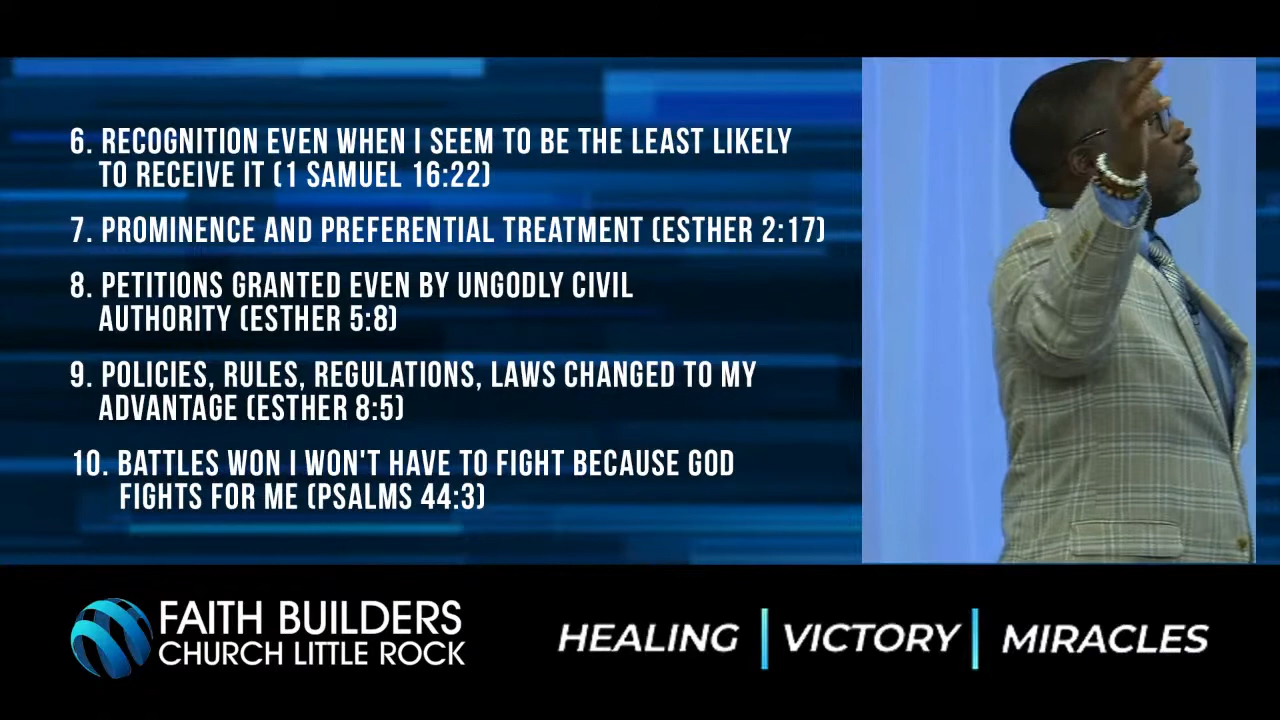 6. RECOGNITION EVEN WHEN I SEEM TO BE THE LEAST LIKELY
TO RECEIVE IT (1 SAMUEL 16:22)
7. PROMINENCE AND PREFERENTIAL TREATMENT (ESTHER 2:17)
8. PETITIONS GRANTED EVEN BY UNGODLY CIVIL
AUTHORITY (ESTHER 5:8)
9. POLICIES, RULES, REGULATIONS, LAWS CHANGED TO MY
ADVANTAGE (ESTHER 8:5)
10. BATTLES WON I WON'T HAVE TO FIGHT BECAUSE GOD
FIGHTS FOR ME (PSALMS 44:3)
FAITH BUILDERS
CHURCH LITTLE ROCK
HEALING | VICTORY | MIRACLES